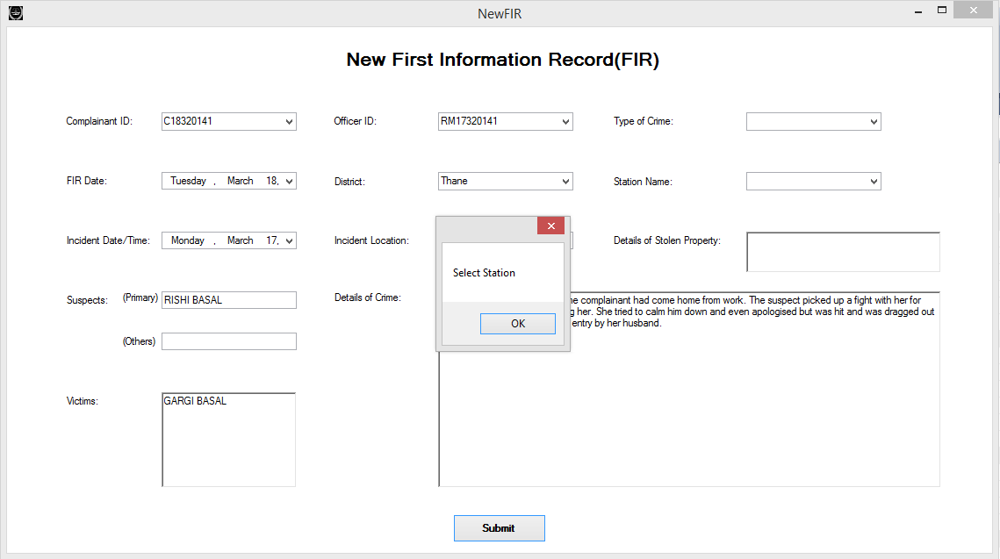 NewFIR
New First Information Record(FIR)
Complainant ID: C18320141 Officer ID: RM17320141 Type of Crime:
FIR Date: Tuesday , March 18, District: Thane Station Name:
Incident Date/Time: Monday , March 17, Incident Location: Details of Stolen Property:
Select Station
OK
Suspects: (Primary) RISHI BASAL Details of Crime: complainant had come home from work. The suspect picked up a fight with her for
her. She tried to calm him down and even apologised but was hit and was dragged out
entry by her husband.
(Others)
Victims: GARGI BASAL
Submit